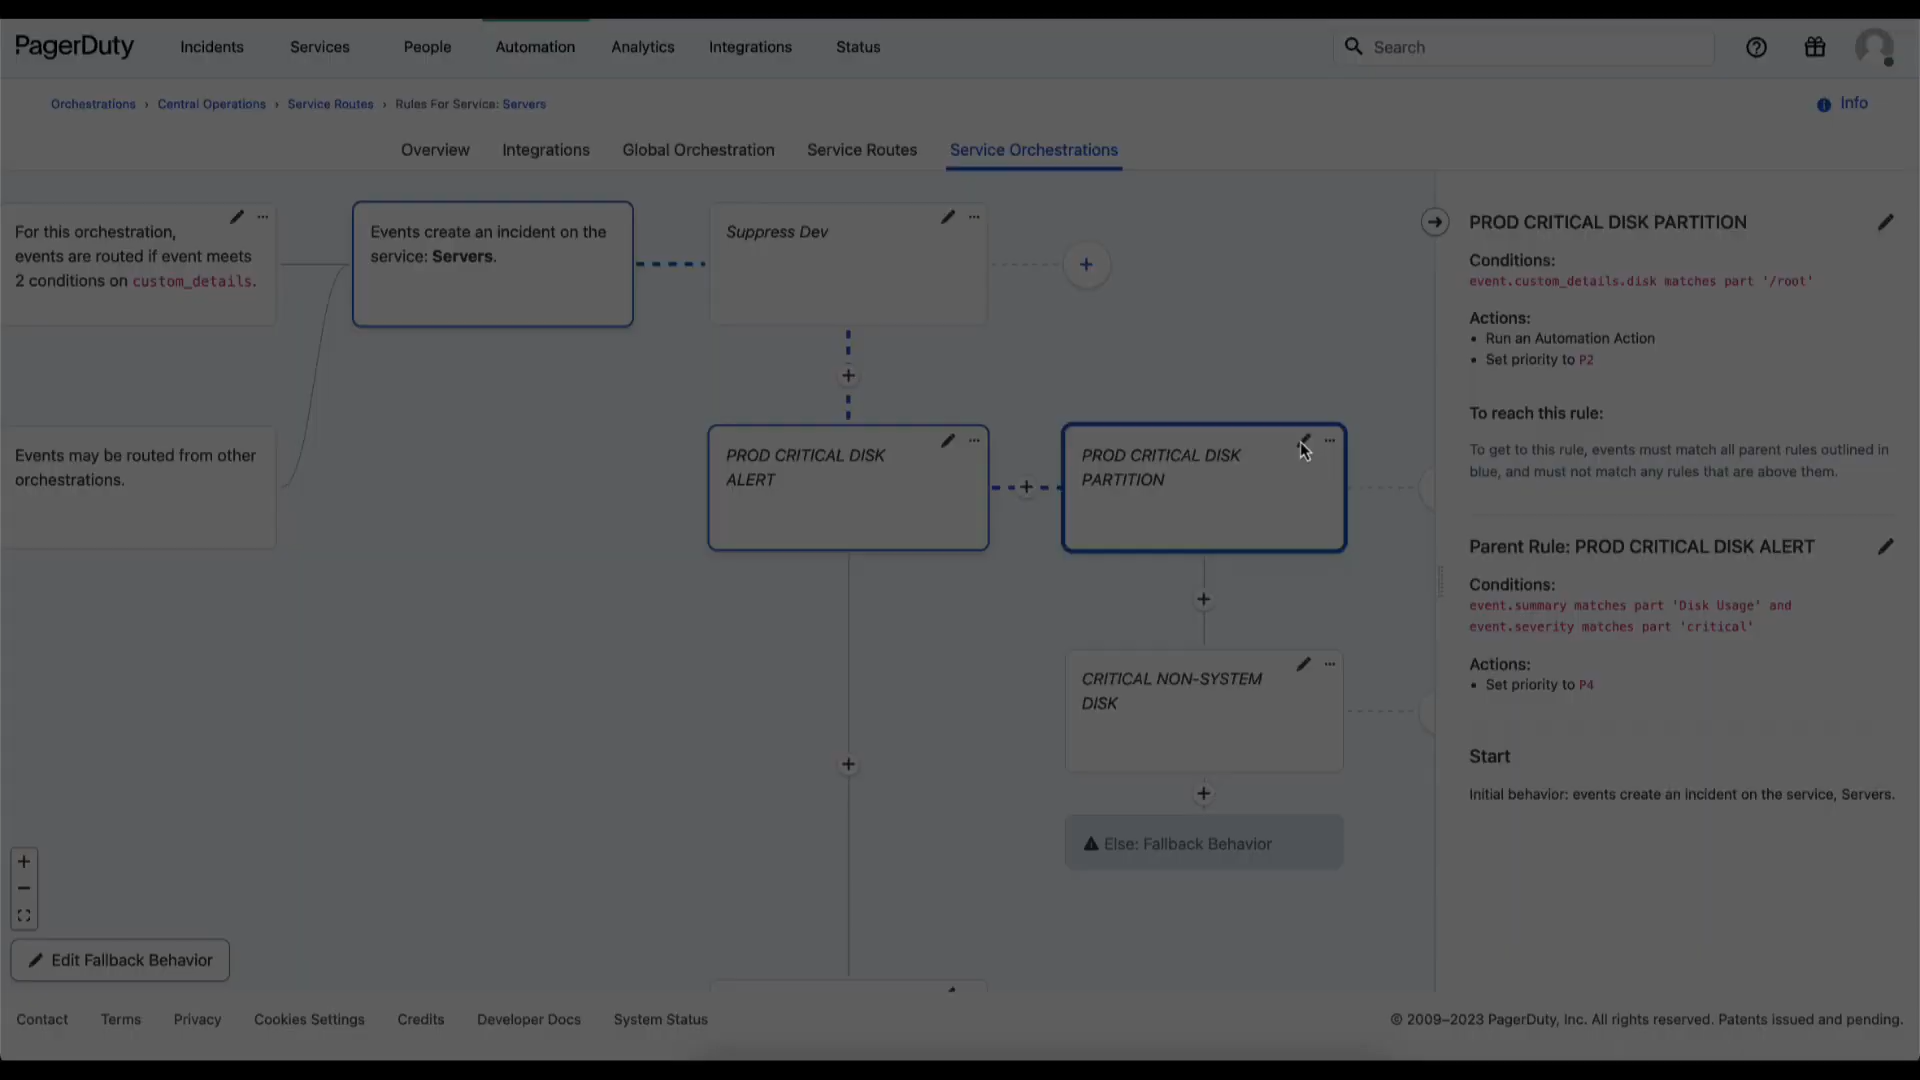 PagerDuty
Incidents
Services
People
Automation
Analytics
Integrations
Status
Search
Orchestrations › Central Operations › Service Routes › Rules For Service: Servers
Info
Overview
Integrations
Global Orchestration
Service Routes
Service Orchestrations
For this orchestration,
events are routed if event meets
2 conditions on custom_details.
Events create an incident on the
service: Servers.
Suppress Dev
Events may be routed from other
orchestrations.
PROD CRITICAL DISK
ALERT
PROD CRITICAL DISK
PARTITION
CRITICAL NON-SYSTEM
DISK
Else: Fallback Behavior
Edit Fallback Behavior
PROD CRITICAL DISK PARTITION
Conditions:
event.custom_details.disk matches part '/root'
Actions:
• Run an Automation Action
• Set priority to P2
To reach this rule:
To get to this rule, events must match all parent rules outlined in
blue, and must not match any rules that are above them.
Parent Rule: PROD CRITICAL DISK ALERT
Conditions:
event.summary matches part 'Disk Usage' and
event.severity matches part 'critical'
Actions:
• Set priority to P4
Start
Initial behavior: events create an incident on the service, Servers.
Contact
Terms
Privacy
Cookies Settings
Credits
Developer Docs
System Status
© 2009–2023 PagerDuty, Inc. All rights reserved. Patents issued and pending.